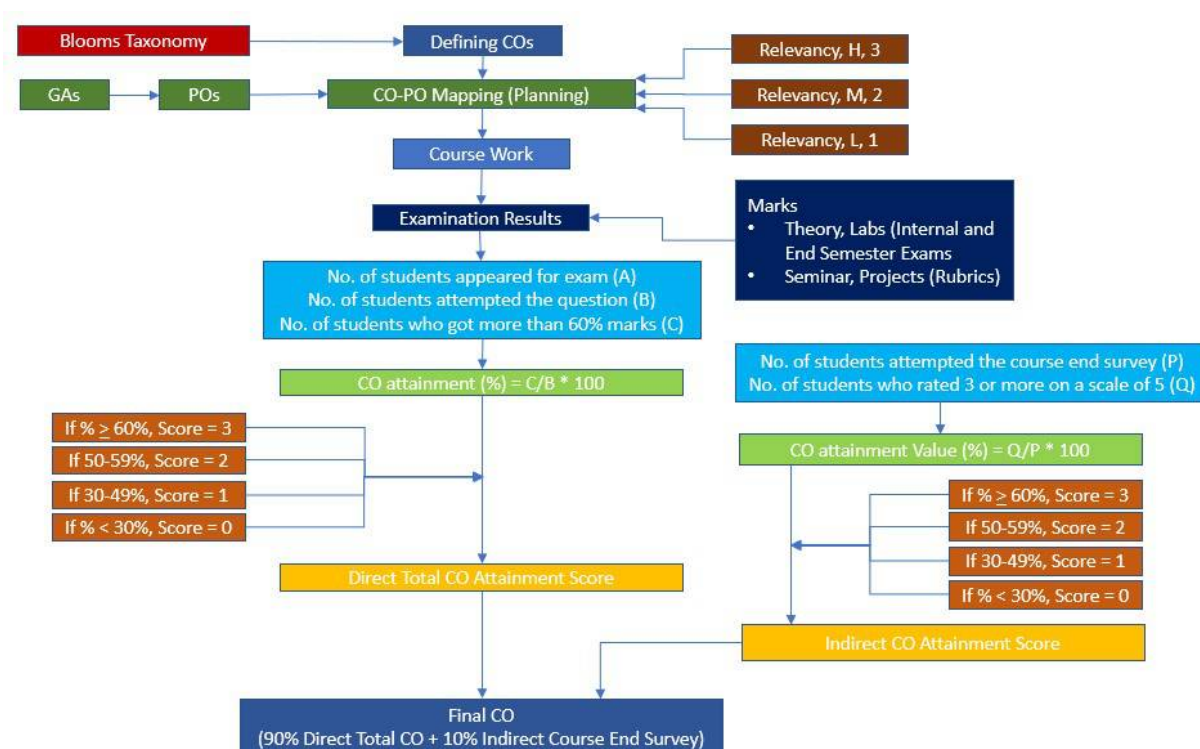 Blooms Taxonomy
Defining COs
Relevancy, H, 3
GAs
POs
CO-PO Mapping (Planning)
Relevancy, M, 2
Relevancy, L, 1
Course Work
Examination Results
Marks
• Theory, Labs (Internal and
End Semester Exams
• Seminar, Projects (Rubrics)
No. of students appeared for exam (A)
No. of students attempted the question (B)
No. of students who got more than 60% marks (C)
CO attainment (%) = C/B * 100
If % ≥ 60%, Score = 3
If 50-59%, Score = 2
If 30-49%, Score = 1
If % < 30%, Score = 0
Direct Total CO Attainment Score
No. of students attempted the course end survey (P)
No. of students who rated 3 or more on a scale of 5 (Q)
CO attainment Value (%) = Q/P * 100
If % ≥ 60%, Score = 3
If 50-59%, Score = 2
If 30-49%, Score = 1
If % < 30%, Score = 0
Indirect CO Attainment Score
Final CO
(90% Direct Total CO + 10% Indirect Course End Survey)